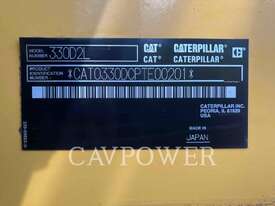 MODEL NUMBER 330D2L CAT® CATERPILLAR®
PRODUCT IDENTIFICATION NUMBER CAT® CATERPILLAR®
*CAT0330DCPTE00201*
CATERPILLAR INC.
PEORIA, IL 61629
USA
MADE IN
JAPAN
CAVPOWER